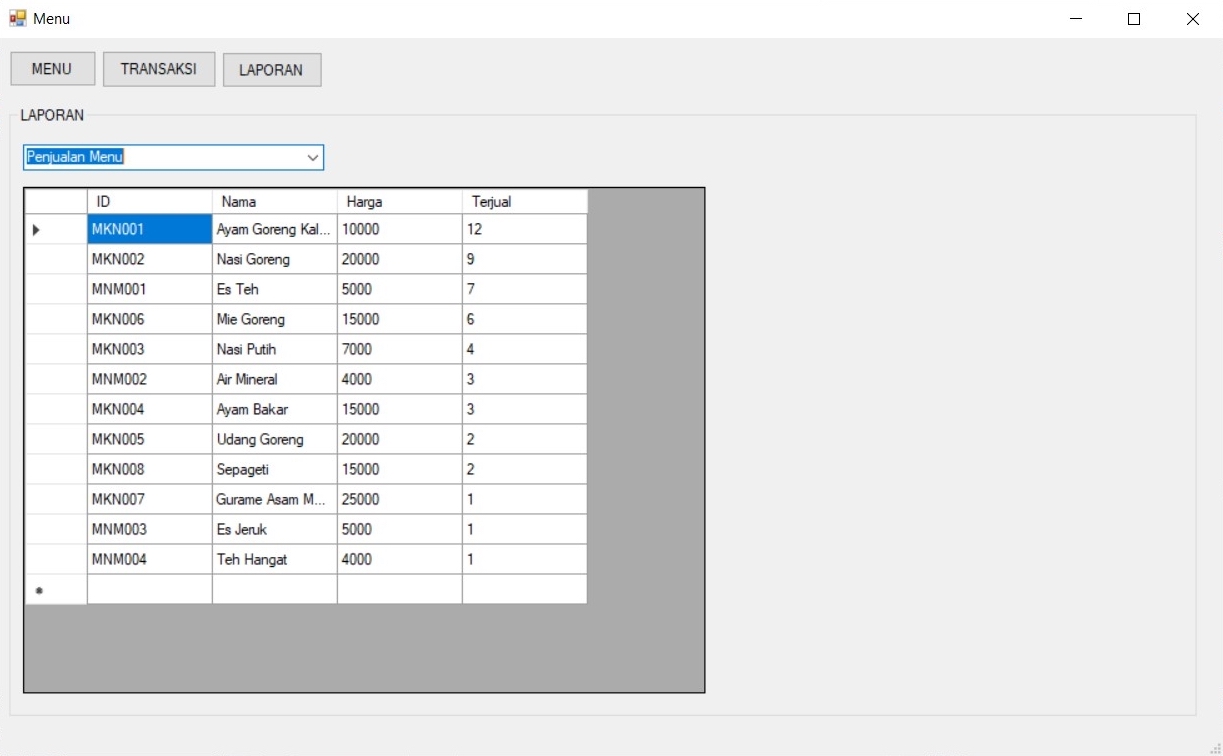 Menu
MENU TRANSAKSI LAPORAN
LAPORAN
Penjualan Menu
ID Nama Harga Terjual
MKN001 Ayam Goreng Kal... 10000 12
MKN002 Nasi Goreng 20000 9
MNM001 Es Teh 5000 7
MKN006 Mie Goreng 15000 6
MKN003 Nasi Putih 7000 4
MNM002 Air Mineral 4000 3
MKN004 Ayam Bakar 15000 3
MKN005 Udang Goreng 20000 2
MKN008 Sepageti 15000 2
MKN007 Gurame Asam M... 25000 1
MNM003 Es Jeruk 5000 1
MNM004 Teh Hangat 4000 1